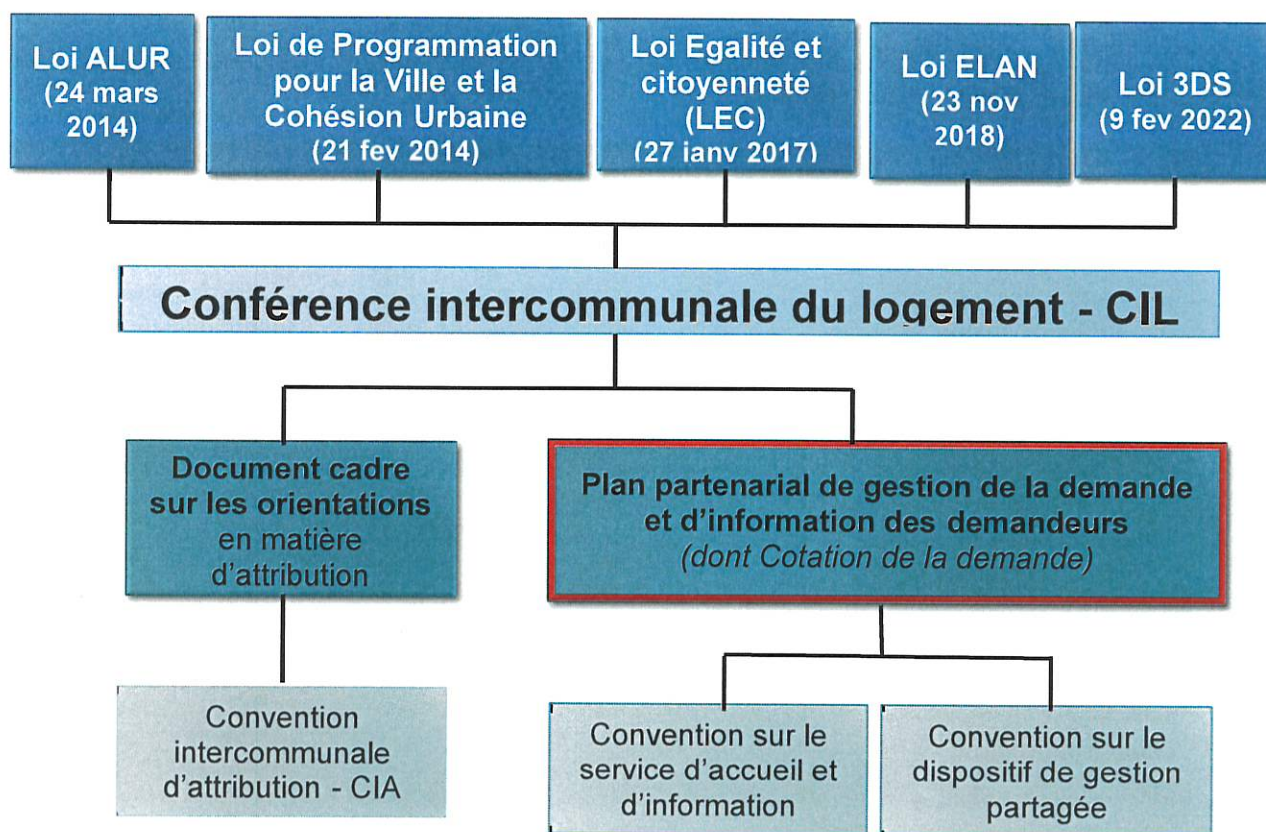 Loi ALUR
(24 mars
2014)
Loi de Programmation
pour la Ville et la
Cohésion Urbaine
(21 fev 2014)
Loi Egalité et
citoyenneté
(LEC)
(27 janv 2017)
Loi ELAN
(23 nov
2018)
Loi 3DS
(9 fev 2022)
Conférence intercommunale du logement - CIL
Document cadre
sur les orientations
en matière
d'attribution
Plan partenarial de gestion de la demande
et d'information des demandeurs
(dont Cotation de la demande)
Convention
intercommunale
d'attribution - CIA
Convention sur le
service d'accueil et
d'information
Convention sur le
dispositif de gestion
partagée